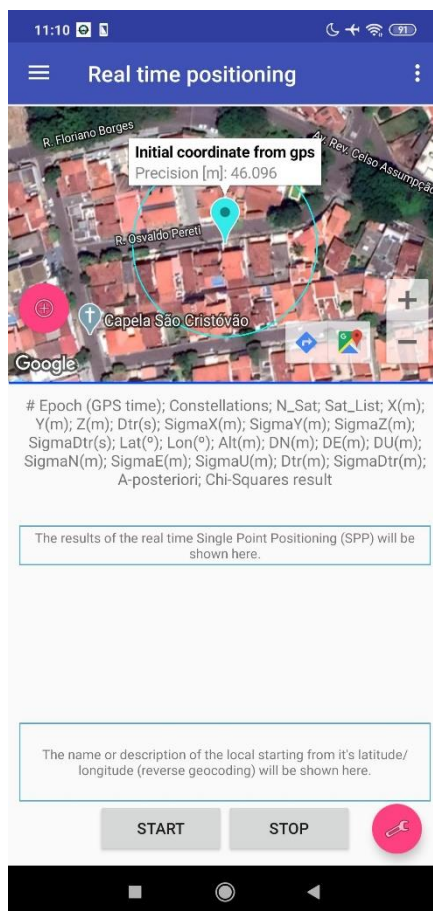 11:10
91
Real time positioning
R. Floriano Borges
Av. Rev. Celso Assumpção
Initial coordinate from gps
Precision [m]: 46.096
R. Osvaldo Pereti
Capela São Cristóvão
Google
# Epoch (GPS time); Constellations; N_Sat; Sat_List; X(m);
Y(m); Z(m); Dtr(s); SigmaX(m); SigmaY(m); SigmaZ(m);
SigmaDtr(s); Lat(º); Lon(º); Alt(m); DN(m); DE(m); DU(m);
SigmaN(m); SigmaE(m); SigmaU(m); Dtr(m); SigmaDtr(m);
A-posteriori; Chi-Squares result
The results of the real time Single Point Positioning (SPP) will be
shown here.
The name or description of the local starting from it's latitude/
longitude (reverse geocoding) will be shown here.
START
STOP